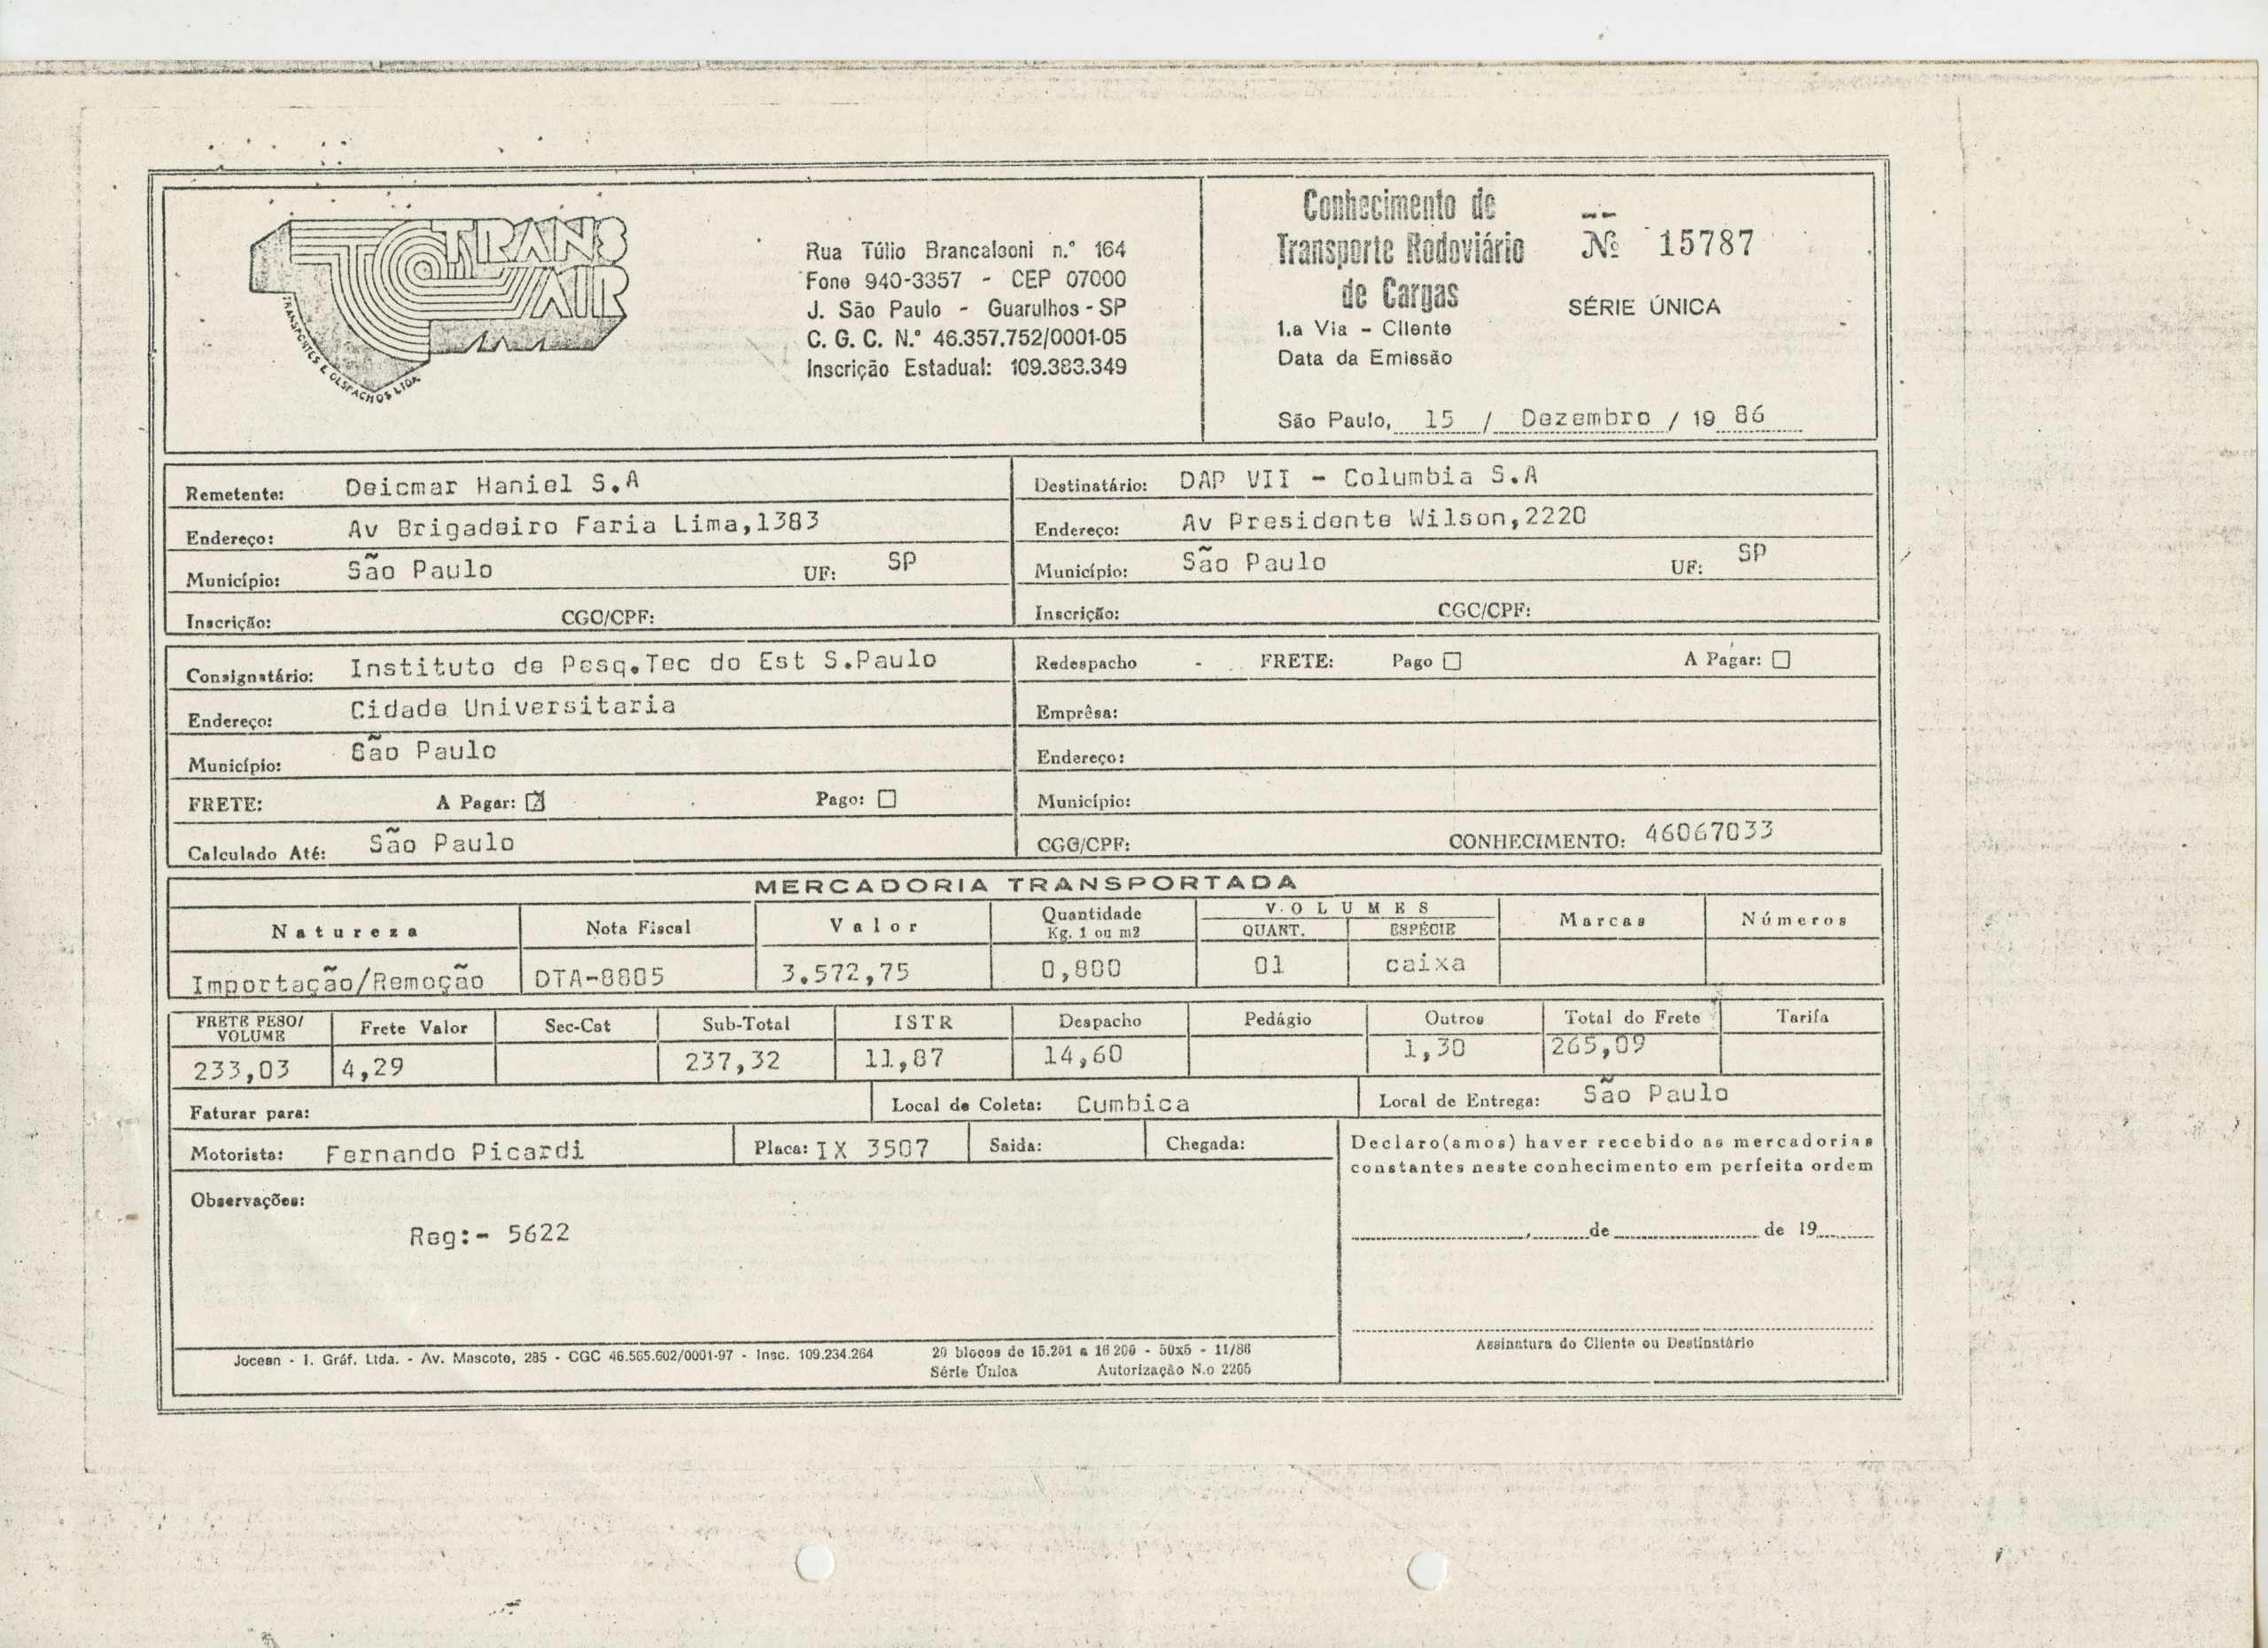 TC TRANS AIR
TRANSPORTES E DESPACHOS LTDA
Rua Túlio Brancaleoni n.º 164
Fone 940-3357 - CEP 07000
J. São Paulo - Guarulhos - SP
C. G. C. N.º 46.357.752/0001-05
Inscrição Estadual: 109.383.349
Conhecimento de
Transporte Rodoviário
de Cargas
Nº 15787
SÉRIE ÚNICA
1.a Via - Cliente
Data da Emissão
São Paulo, 15 / Dezembro / 19 86
Remetente: Deicmar Haniel S.A
Endereço: Av Brigadeiro Faria Lima,1383
Município: São Paulo UF: SP
Inscrição: CGC/CPF:
Destinatário: DAP VII - Columbia S.A
Endereço: Av Presidente Wilson,2220
Município: São Paulo UF: SP
Inscrição: CGC/CPF:
Consignatário: Instituto de Pesq.Tec do Est S.Paulo
Endereço: Cidade Universitaria
Município: São Paulo
FRETE: A Pagar: ☒ Pago: ☐
Calculado Até: São Paulo
Redespacho - FRETE: Pago ☐ A Pagar: ☐
Emprêsa:
Endereço:
Município:
CGC/CPF: CONHECIMENTO: 46067033
MERCADORIA TRANSPORTADA
Natureza Nota Fiscal Valor Quantidade Kg. 1 ou m2 VOLUMES QUANT. ESPÉCIE Marcas Números
Importação/Remoção DTA-8805 3.572,75 0,800 01 caixa
FRETE PESO/ VOLUME Frete Valor Sec-Cat Sub-Total ISTR Despacho Pedágio Outros Total do Frete Tarifa
233,03 4,29 237,32 11,87 14,60 1,30 265,09
Faturar para: Local de Coleta: Cumbica Local de Entrega: São Paulo
Motorista: Fernando Picardi Placa: IX 3507 Saida: Chegada:
Declaro(amos) haver recebido as mercadorias
constantes neste conhecimento em perfeita ordem
Observações:
Reg:- 5622
, de de 19
Assinatura do Cliente ou Destinatário
Jocean - I. Gráf. Ltda. - Av. Mascote, 285 - CGC 46.565.602/0001-97 - Insc. 109.234.264
20 blocos de 15.201 a 16 200 - 50x5 - 11/86
Série Única Autorização N.o 2205